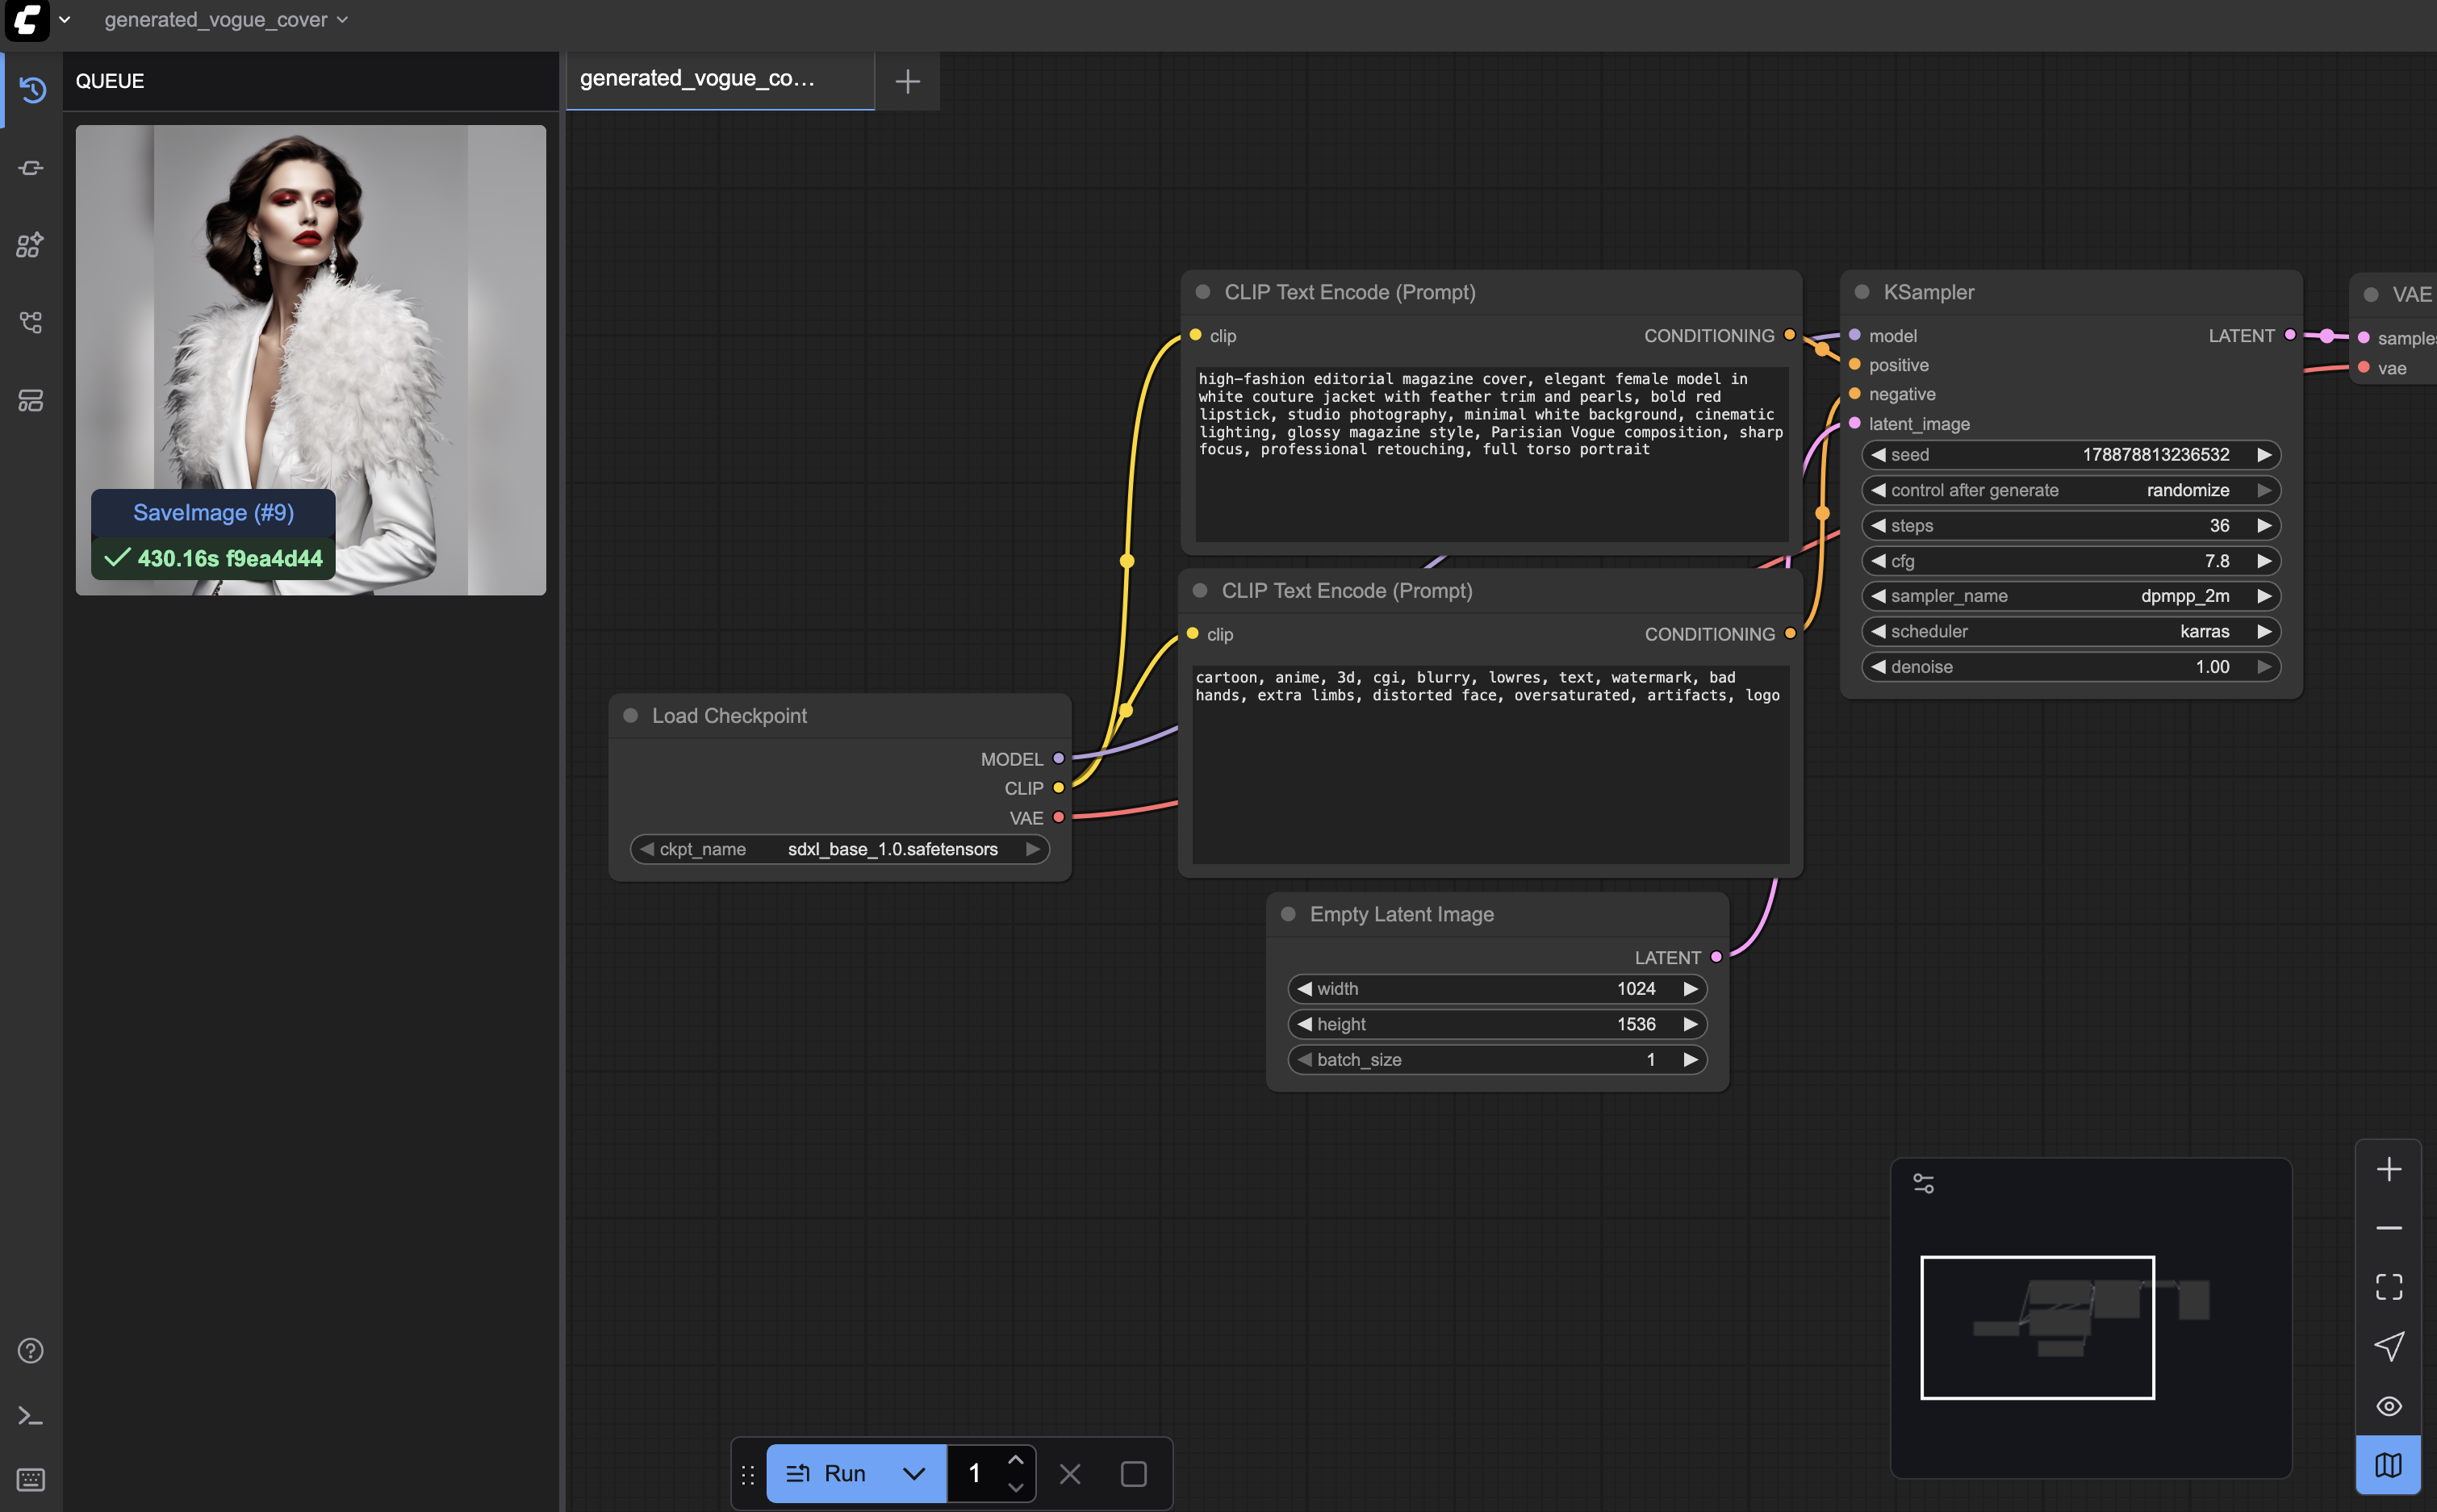 generated_vogue_cover
QUEUE
generated_vogue_co...
SaveImage (#9)
430.16s f9ea4d44
CLIP Text Encode (Prompt)
clip
CONDITIONING
high-fashion editorial magazine cover, elegant female model in
white couture jacket with feather trim and pearls, bold red
lipstick, studio photography, minimal white background, cinematic
lighting, glossy magazine style, Parisian Vogue composition, sharp
focus, professional retouching, full torso portrait
CLIP Text Encode (Prompt)
clip
CONDITIONING
cartoon, anime, 3d, cgi, blurry, lowres, text, watermark, bad
hands, extra limbs, distorted face, oversaturated, artifacts, logo
Load Checkpoint
MODEL
CLIP
VAE
ckpt_name sdxl_base_1.0.safetensors
Empty Latent Image
LATENT
width 1024
height 1536
batch_size 1
KSampler
model LATENT
positive
negative
latent_image
seed 178878813236532
control after generate randomize
steps 36
cfg 7.8
sampler_name dpmpp_2m
scheduler karras
denoise 1.00
VAE
samples
vae
Run 1